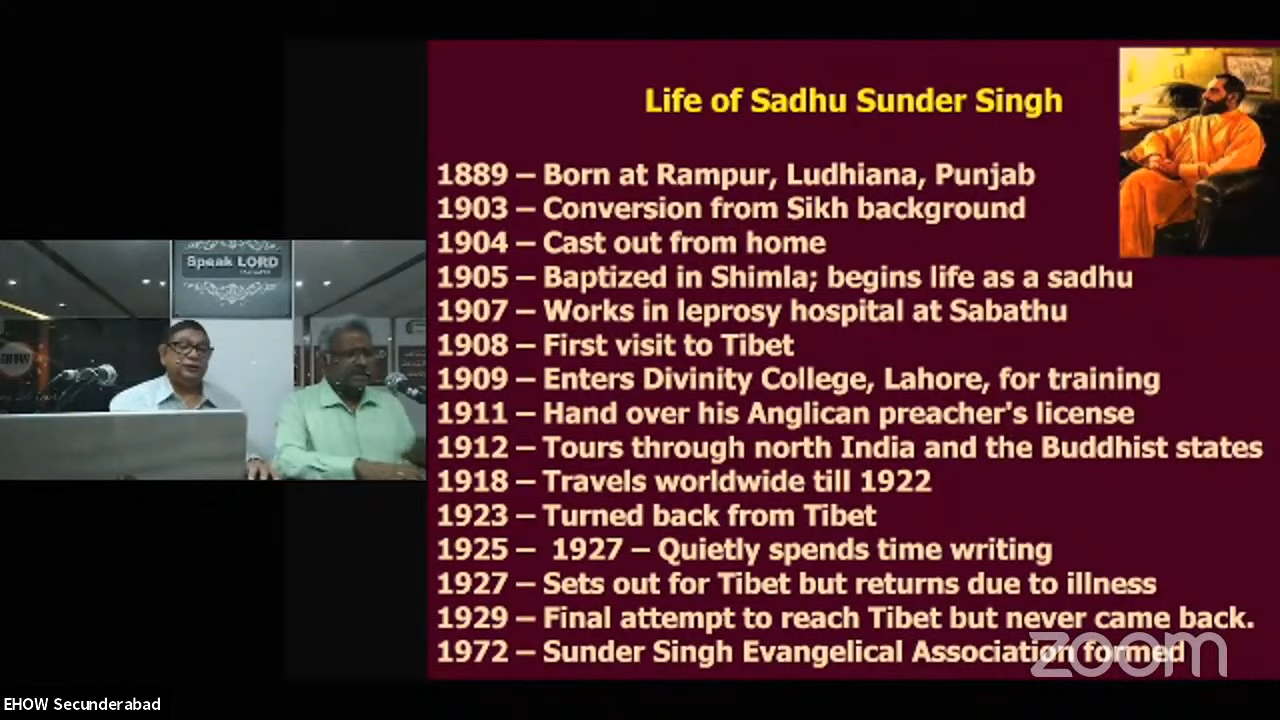 Life of Sadhu Sunder Singh
1889 – Born at Rampur, Ludhiana, Punjab
1903 – Conversion from Sikh background
1904 – Cast out from home
1905 – Baptized in Shimla; begins life as a sadhu
1907 – Works in leprosy hospital at Sabathu
1908 – First visit to Tibet
1909 – Enters Divinity College, Lahore, for training
1911 – Hand over his Anglican preacher's license
1912 – Tours through north India and the Buddhist states
1918 – Travels worldwide till 1922
1923 – Turned back from Tibet
1925 – 1927 – Quietly spends time writing
1927 – Sets out for Tibet but returns due to illness
1929 – Final attempt to reach Tibet but never came back.
1972 – Sunder Singh Evangelical Association formed
zoom
Speak LORD
EHOW Secunderabad